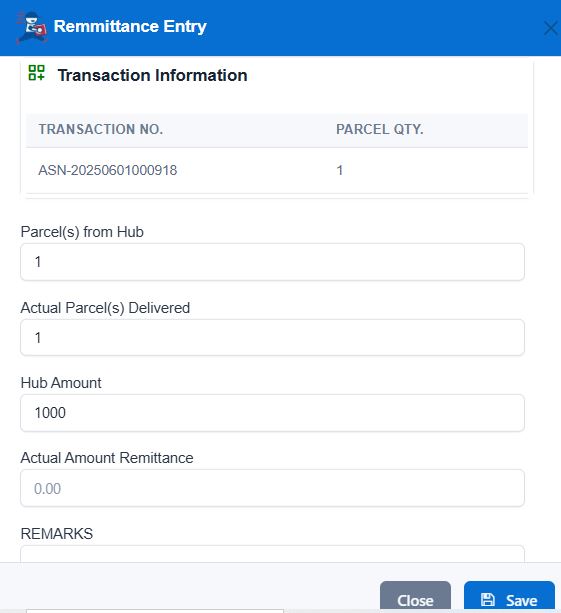 Remmittance Entry
Transaction Information
TRANSACTION NO. PARCEL QTY.
ASN-20250601000918 1
Parcel(s) from Hub
1
Actual Parcel(s) Delivered
1
Hub Amount
1000
Actual Amount Remittance
0.00
REMARKS
Close Save